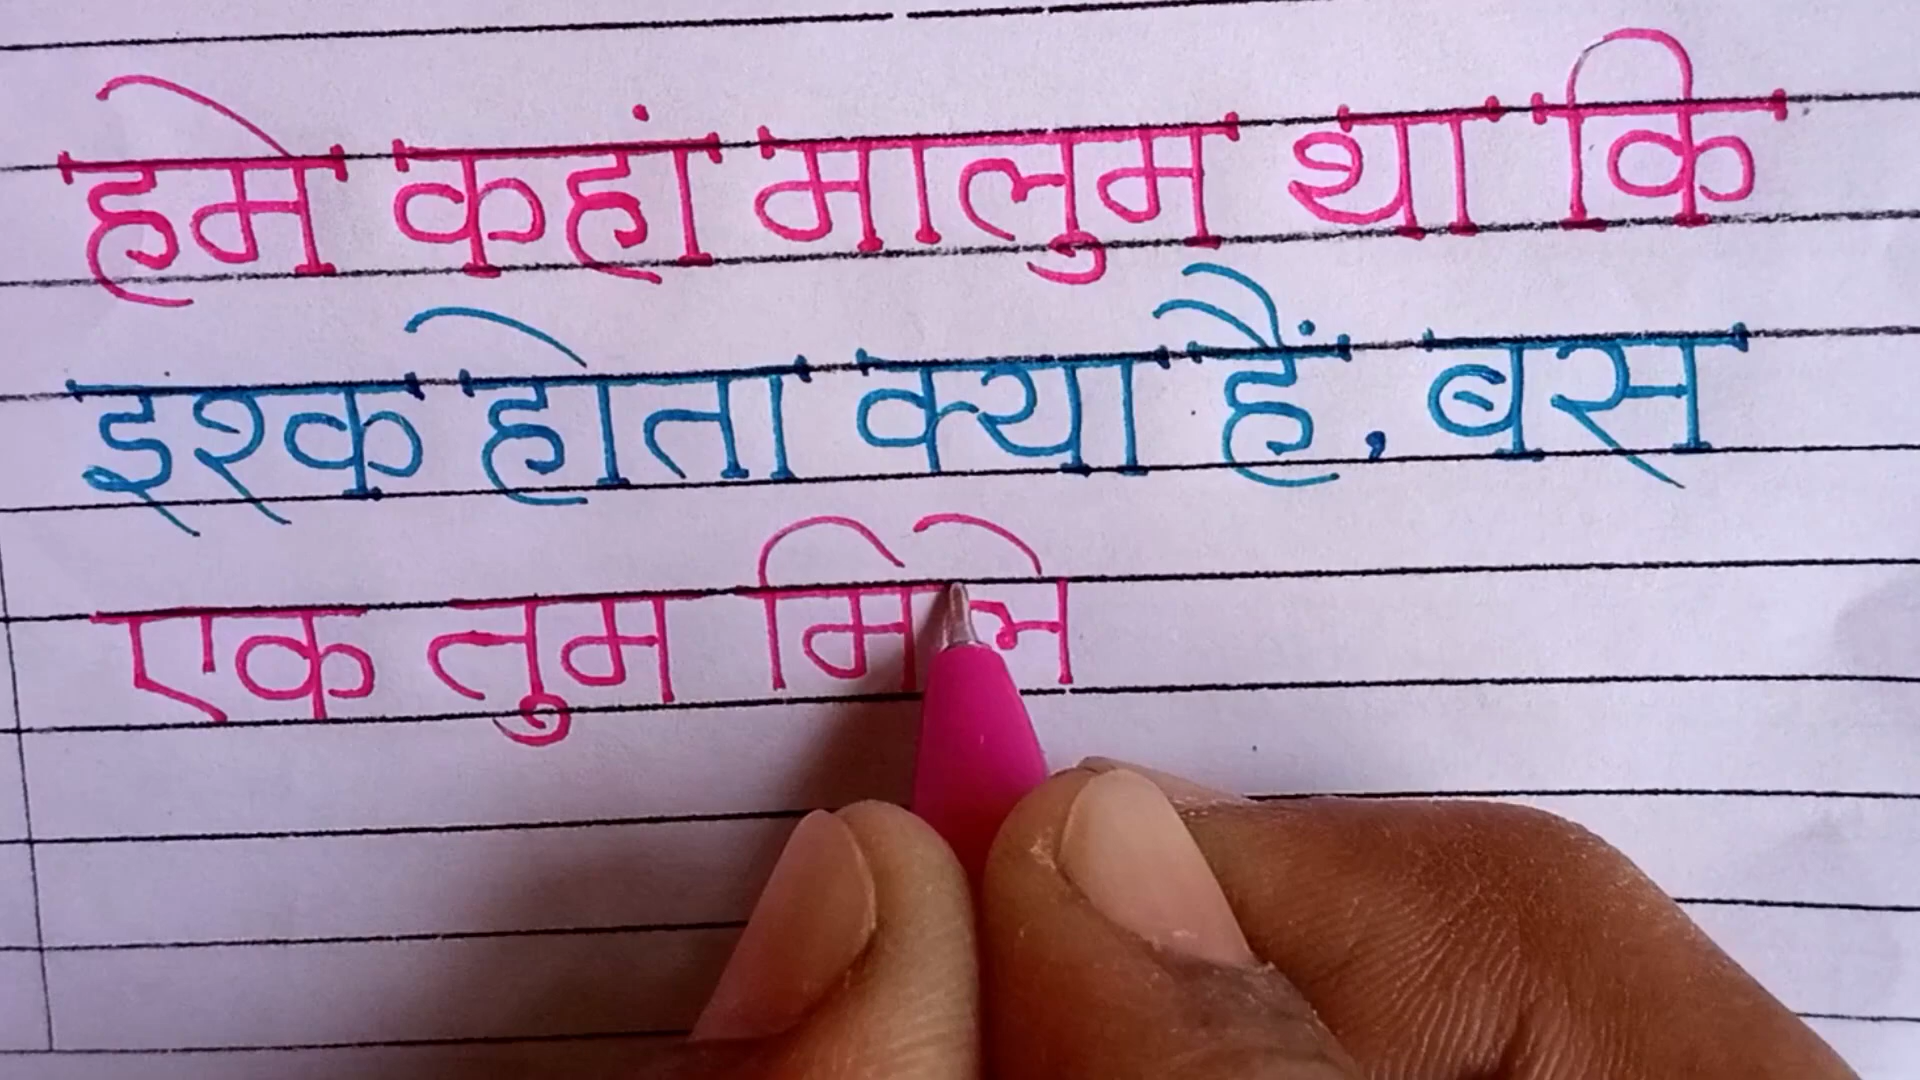 हमे कहां मालुम था कि
इश्क होता क्या हैं, बस
एक तुम मिले